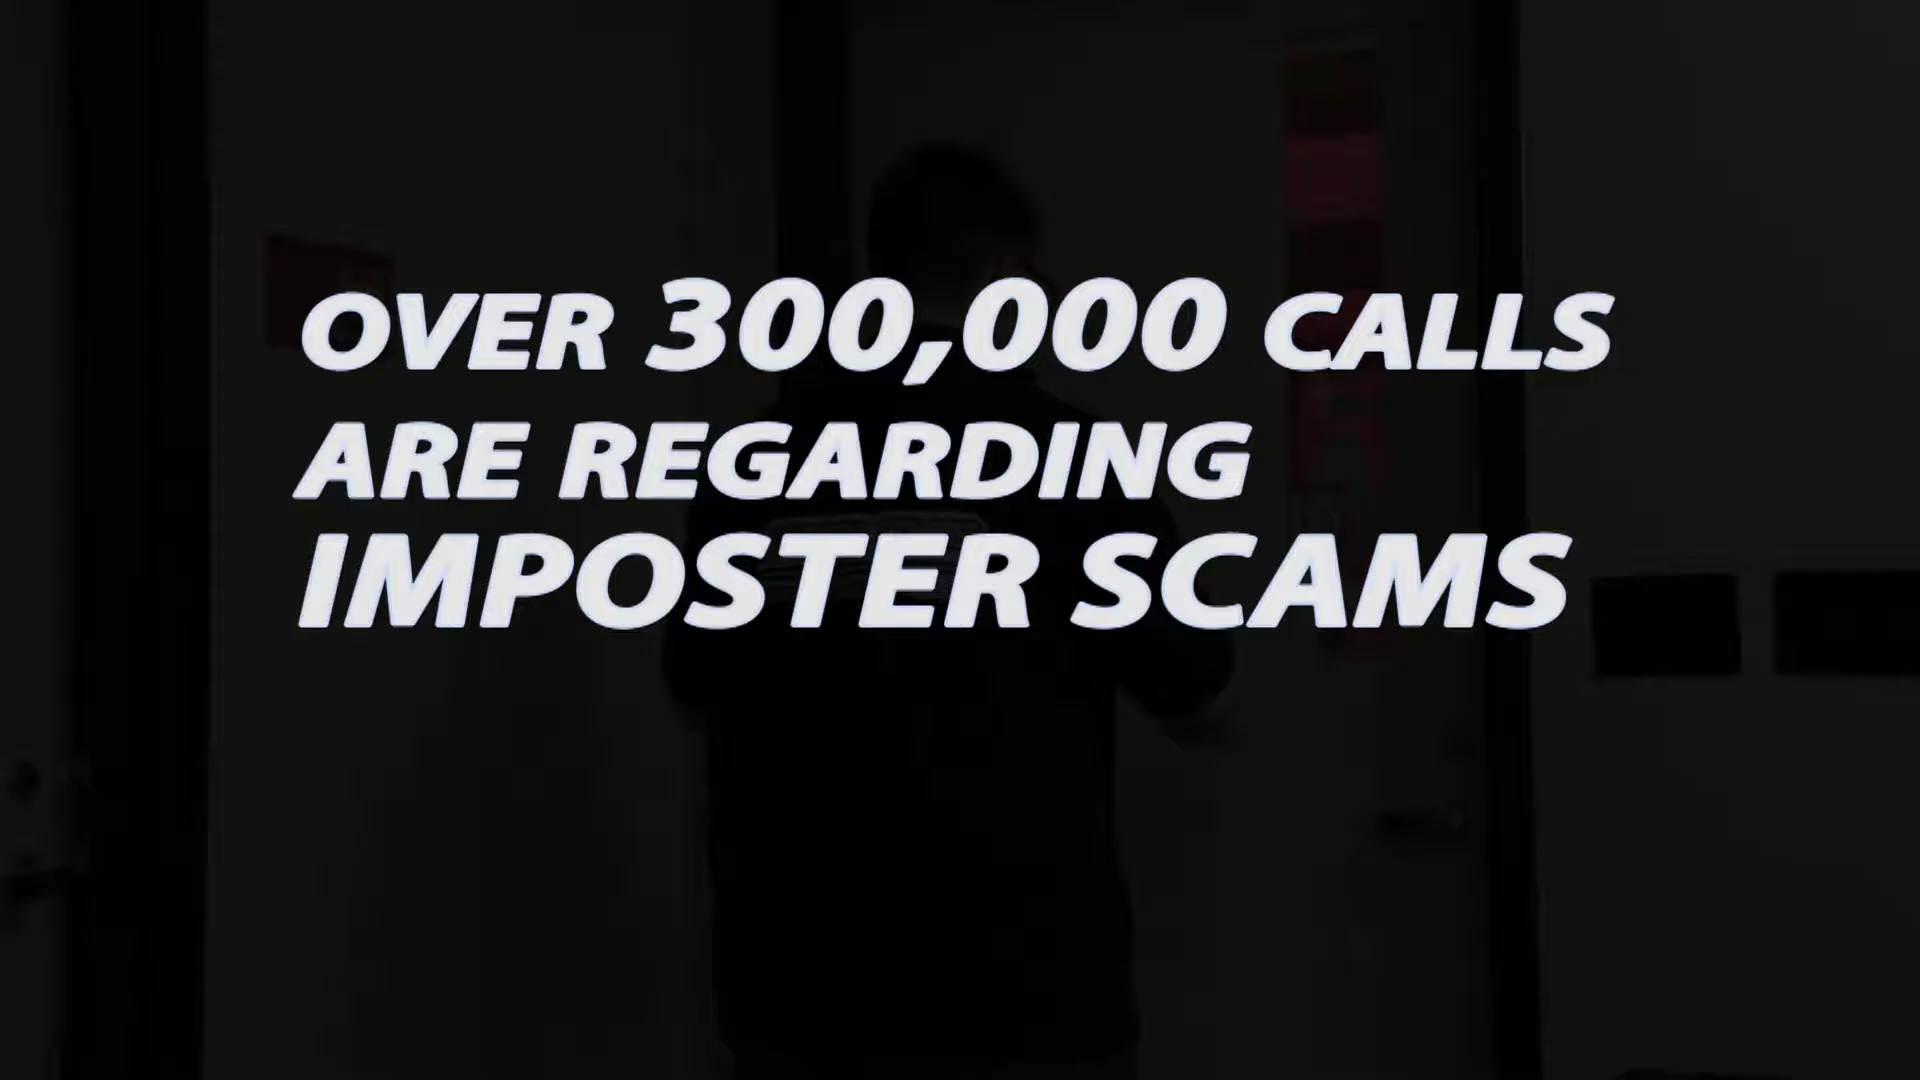 OVER 300,000 CALLS
ARE REGARDING
IMPOSTER SCAMS